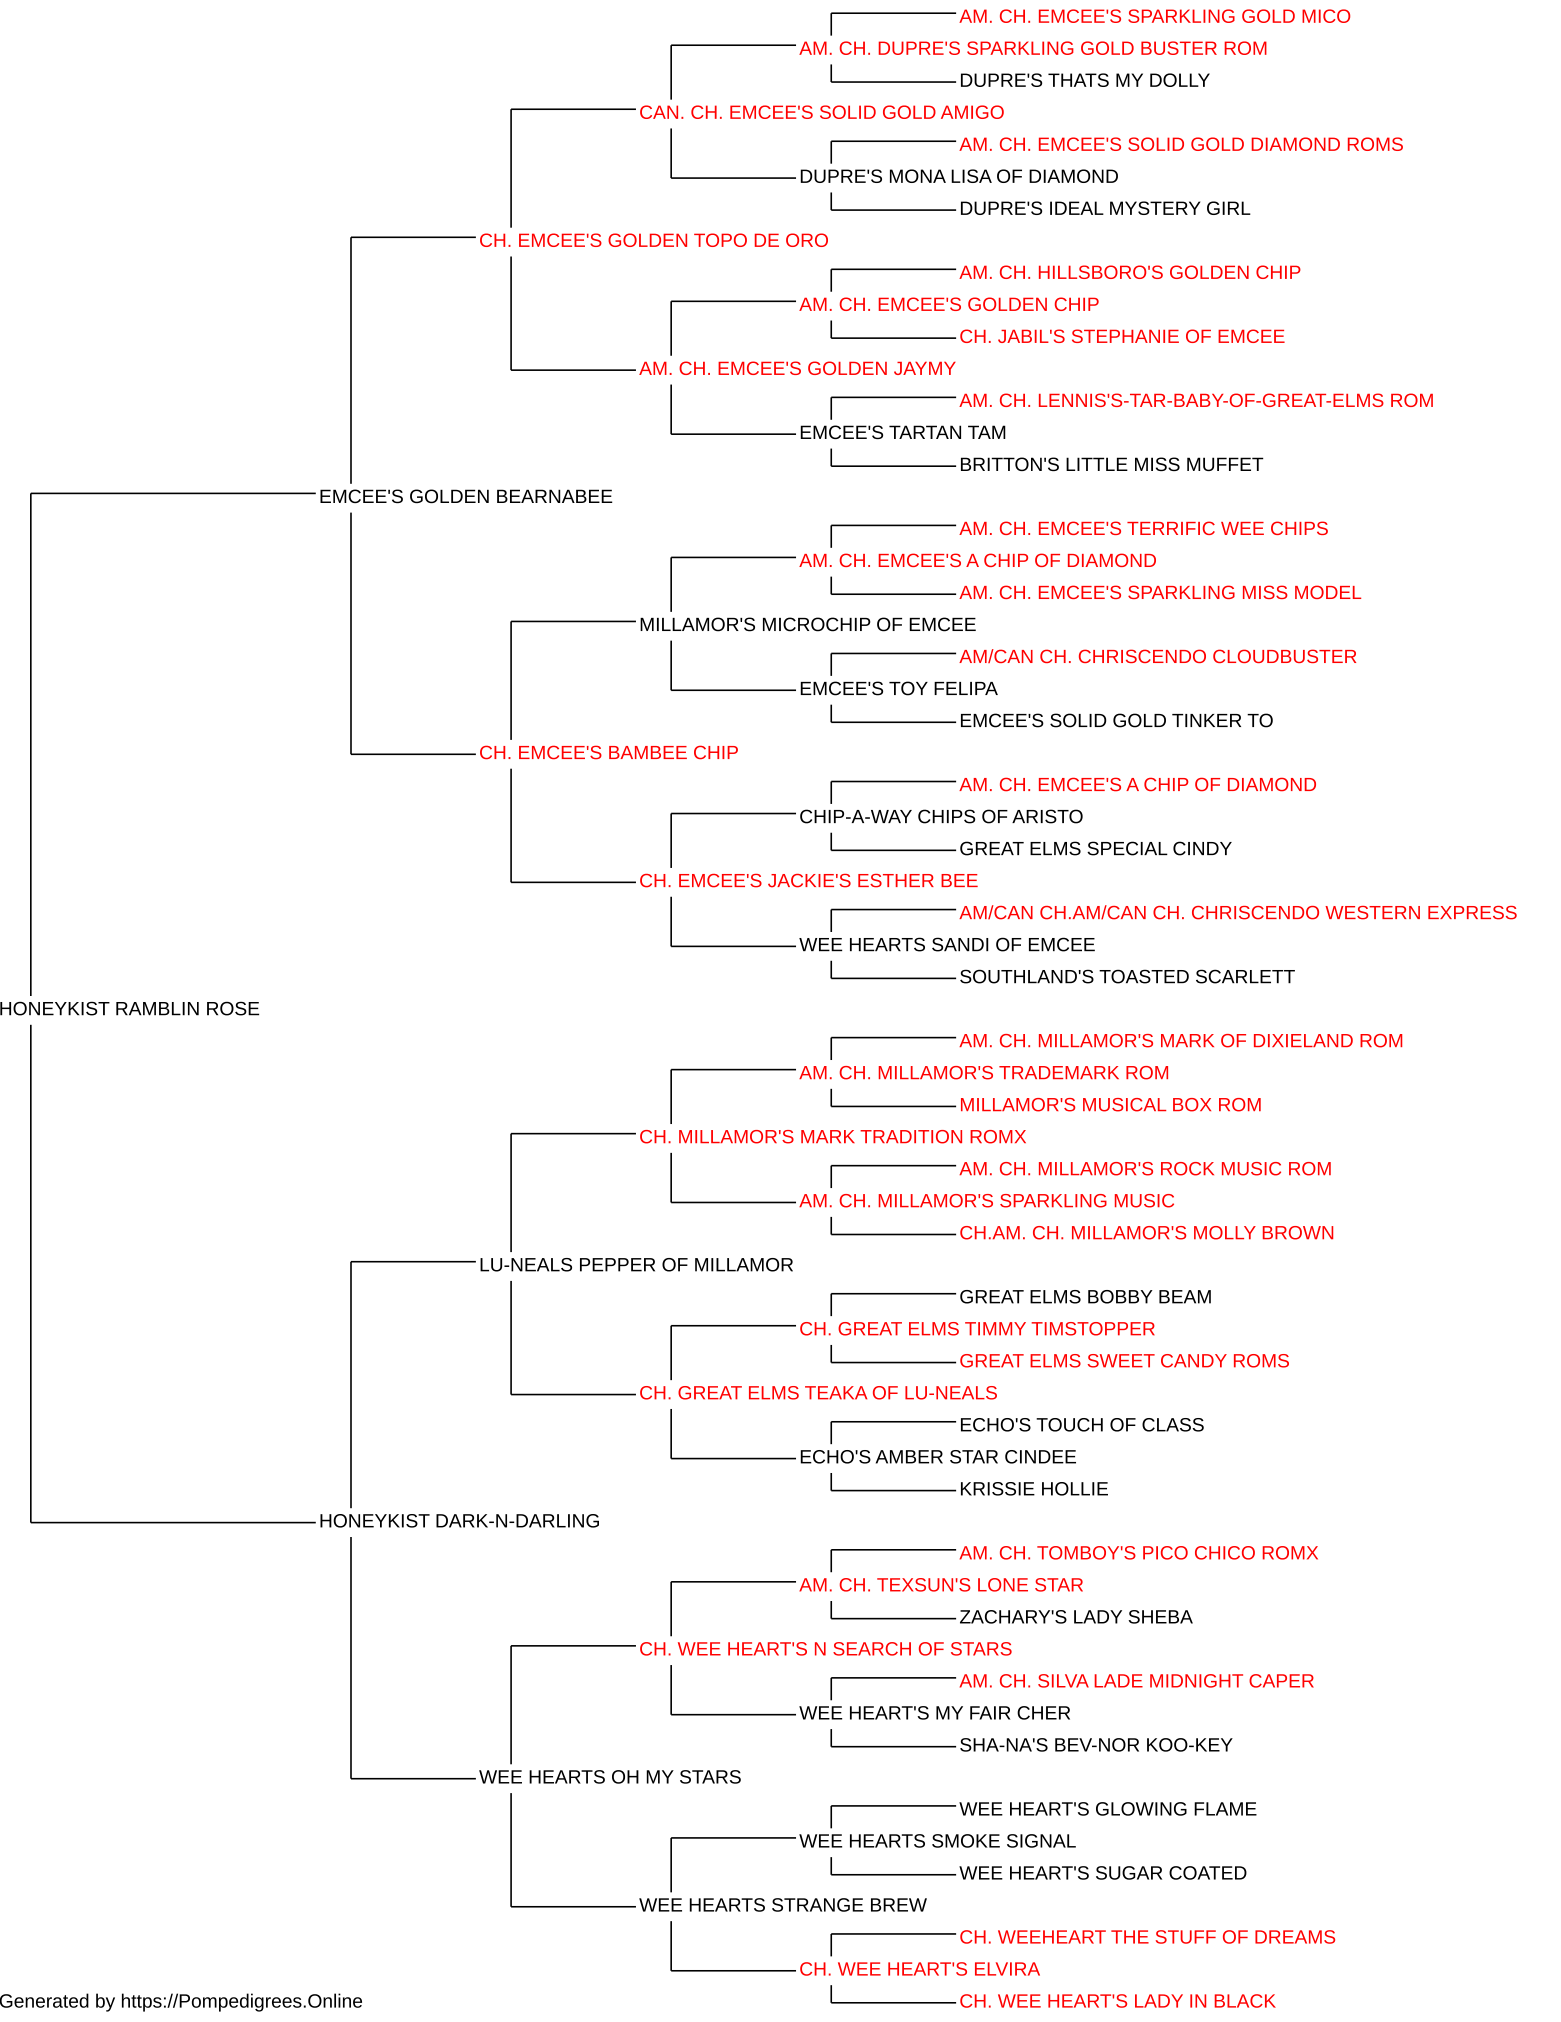 AM. CH. EMCEE'S SPARKLING GOLD MICO
AM. CH. DUPRE'S SPARKLING GOLD BUSTER ROM
DUPRE'S THATS MY DOLLY
CAN. CH. EMCEE'S SOLID GOLD AMIGO
AM. CH. EMCEE'S SOLID GOLD DIAMOND ROMS
DUPRE'S MONA LISA OF DIAMOND
DUPRE'S IDEAL MYSTERY GIRL
CH. EMCEE'S GOLDEN TOPO DE ORO
AM. CH. HILLSBORO'S GOLDEN CHIP
AM. CH. EMCEE'S GOLDEN CHIP
CH. JABIL'S STEPHANIE OF EMCEE
AM. CH. EMCEE'S GOLDEN JAYMY
AM. CH. LENNIS'S-TAR-BABY-OF-GREAT-ELMS ROM
EMCEE'S TARTAN TAM
BRITTON'S LITTLE MISS MUFFET
EMCEE'S GOLDEN BEARNABEE
AM. CH. EMCEE'S TERRIFIC WEE CHIPS
AM. CH. EMCEE'S A CHIP OF DIAMOND
AM. CH. EMCEE'S SPARKLING MISS MODEL
MILLAMOR'S MICROCHIP OF EMCEE
AM/CAN CH. CHRISCENDO CLOUDBUSTER
EMCEE'S TOY FELIPA
EMCEE'S SOLID GOLD TINKER TO
CH. EMCEE'S BAMBEE CHIP
AM. CH. EMCEE'S A CHIP OF DIAMOND
CHIP-A-WAY CHIPS OF ARISTO
GREAT ELMS SPECIAL CINDY
CH. EMCEE'S JACKIE'S ESTHER BEE
AM/CAN CH.AM/CAN CH. CHRISCENDO WESTERN EXPRESS
WEE HEARTS SANDI OF EMCEE
SOUTHLAND'S TOASTED SCARLETT
HONEYKIST RAMBLIN ROSE
AM. CH. MILLAMOR'S MARK OF DIXIELAND ROM
AM. CH. MILLAMOR'S TRADEMARK ROM
MILLAMOR'S MUSICAL BOX ROM
CH. MILLAMOR'S MARK TRADITION ROMX
AM. CH. MILLAMOR'S ROCK MUSIC ROM
AM. CH. MILLAMOR'S SPARKLING MUSIC
CH.AM. CH. MILLAMOR'S MOLLY BROWN
LU-NEALS PEPPER OF MILLAMOR
GREAT ELMS BOBBY BEAM
CH. GREAT ELMS TIMMY TIMSTOPPER
GREAT ELMS SWEET CANDY ROMS
CH. GREAT ELMS TEAKA OF LU-NEALS
ECHO'S TOUCH OF CLASS
ECHO'S AMBER STAR CINDEE
KRISSIE HOLLIE
HONEYKIST DARK-N-DARLING
AM. CH. TOMBOY'S PICO CHICO ROMX
AM. CH. TEXSUN'S LONE STAR
ZACHARY'S LADY SHEBA
CH. WEE HEART'S N SEARCH OF STARS
AM. CH. SILVA LADE MIDNIGHT CAPER
WEE HEART'S MY FAIR CHER
SHA-NA'S BEV-NOR KOO-KEY
WEE HEARTS OH MY STARS
WEE HEART'S GLOWING FLAME
WEE HEARTS SMOKE SIGNAL
WEE HEART'S SUGAR COATED
WEE HEARTS STRANGE BREW
CH. WEEHEART THE STUFF OF DREAMS
CH. WEE HEART'S ELVIRA
CH. WEE HEART'S LADY IN BLACK
Generated by https://Pompedigrees.Online